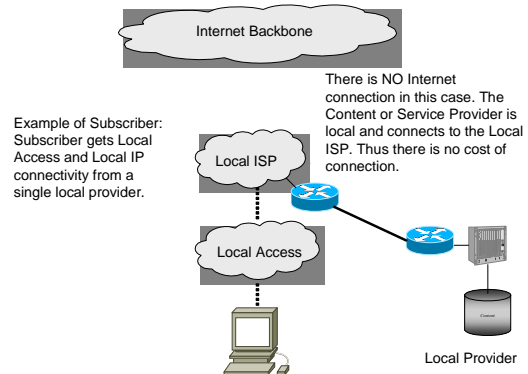 Internet Backbone
There is NO Internet
connection in this case. The
Content or Service Provider is
local and connects to the Local
ISP. Thus there is no cost of
connection.
Example of Subscriber:
Subscriber gets Local
Access and Local IP
connectivity from a
single local provider.
Local ISP
Local Access
Content
Local Provider